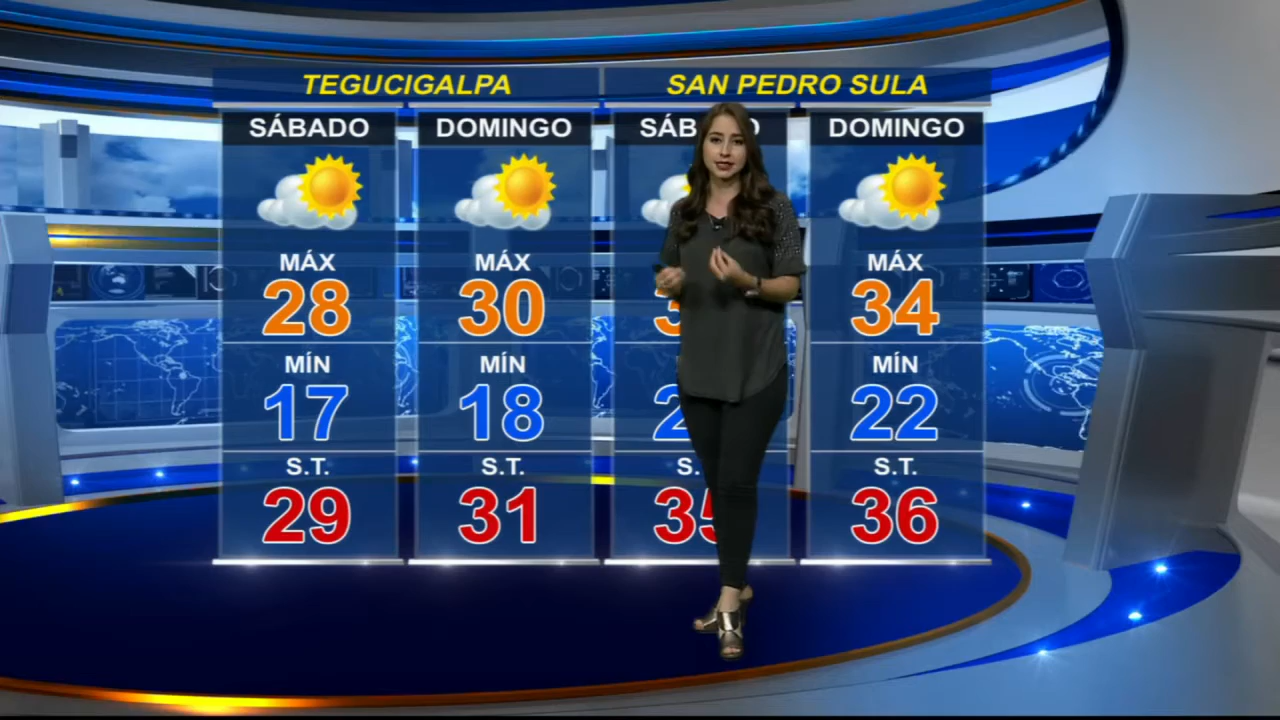 TEGUCIGALPA
SAN PEDRO SULA
SÁBADO
DOMINGO
DOMINGO
MÁX
MÁX
MÁX
28
30
34
MÍN
MÍN
MÍN
17
18
22
S.T.
S.T.
S.
S.T.
29
31
35
36